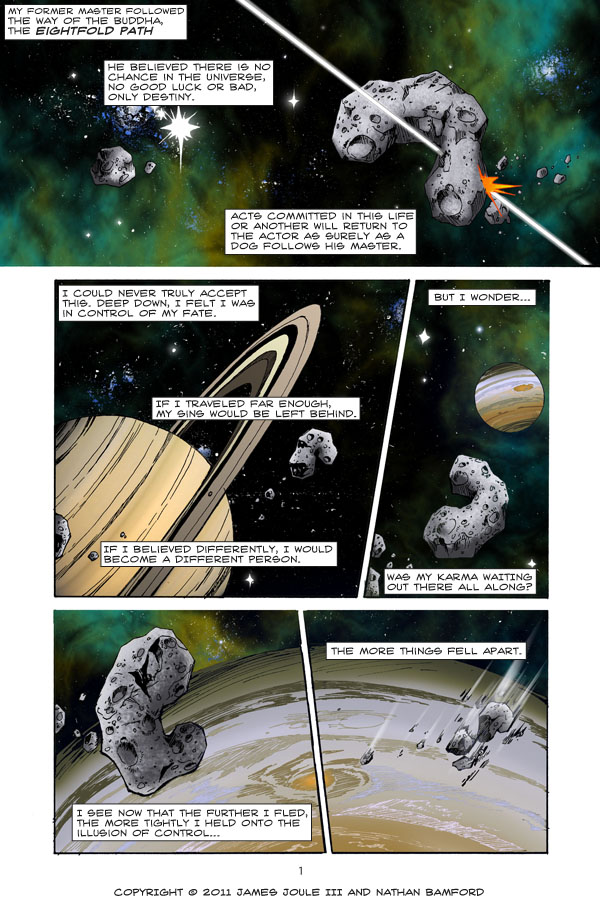 MY FORMER MASTER FOLLOWED
THE WAY OF THE BUDDHA,
THE EIGHTFOLD PATH
HE BELIEVED THERE IS NO
CHANCE IN THE UNIVERSE,
NO GOOD LUCK OR BAD,
ONLY DESTINY.
ACTS COMMITTED IN THIS LIFE
OR ANOTHER WILL RETURN TO
THE ACTOR AS SURELY AS A
DOG FOLLOWS HIS MASTER.
I COULD NEVER TRULY ACCEPT
THIS. DEEP DOWN, I FELT I WAS
IN CONTROL OF MY FATE.
IF I TRAVELED FAR ENOUGH,
MY SINS WOULD BE LEFT BEHIND.
IF I BELIEVED DIFFERENTLY, I WOULD
BECOME A DIFFERENT PERSON.
BUT I WONDER...
WAS MY KARMA WAITING
OUT THERE ALL ALONG?
I SEE NOW THAT THE FURTHER I FLED,
THE MORE TIGHTLY I HELD ONTO THE
ILLUSION OF CONTROL...
THE MORE THINGS FELL APART.
1
COPYRIGHT © 2011 JAMES JOULE III AND NATHAN BAMFORD